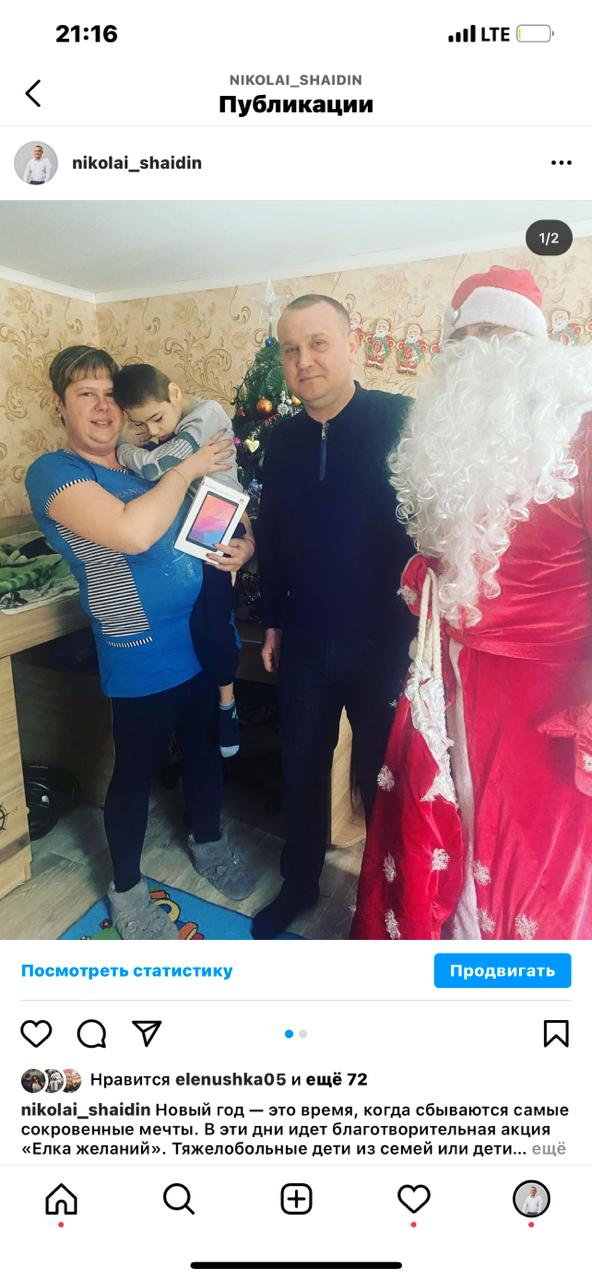 21:16
LTE
NIKOLAI_SHAIDIN
Публикации
nikolai_shaidin
1/2
Посмотреть статистику
Продвигать
Нравится elenushka05 и ещё 72
nikolai_shaidin Новый год — это время, когда сбываются самые
сокровенные мечты. В эти дни идет благотворительная акция
«Елка желаний». Тяжелобольные дети из семей или дети... ещё